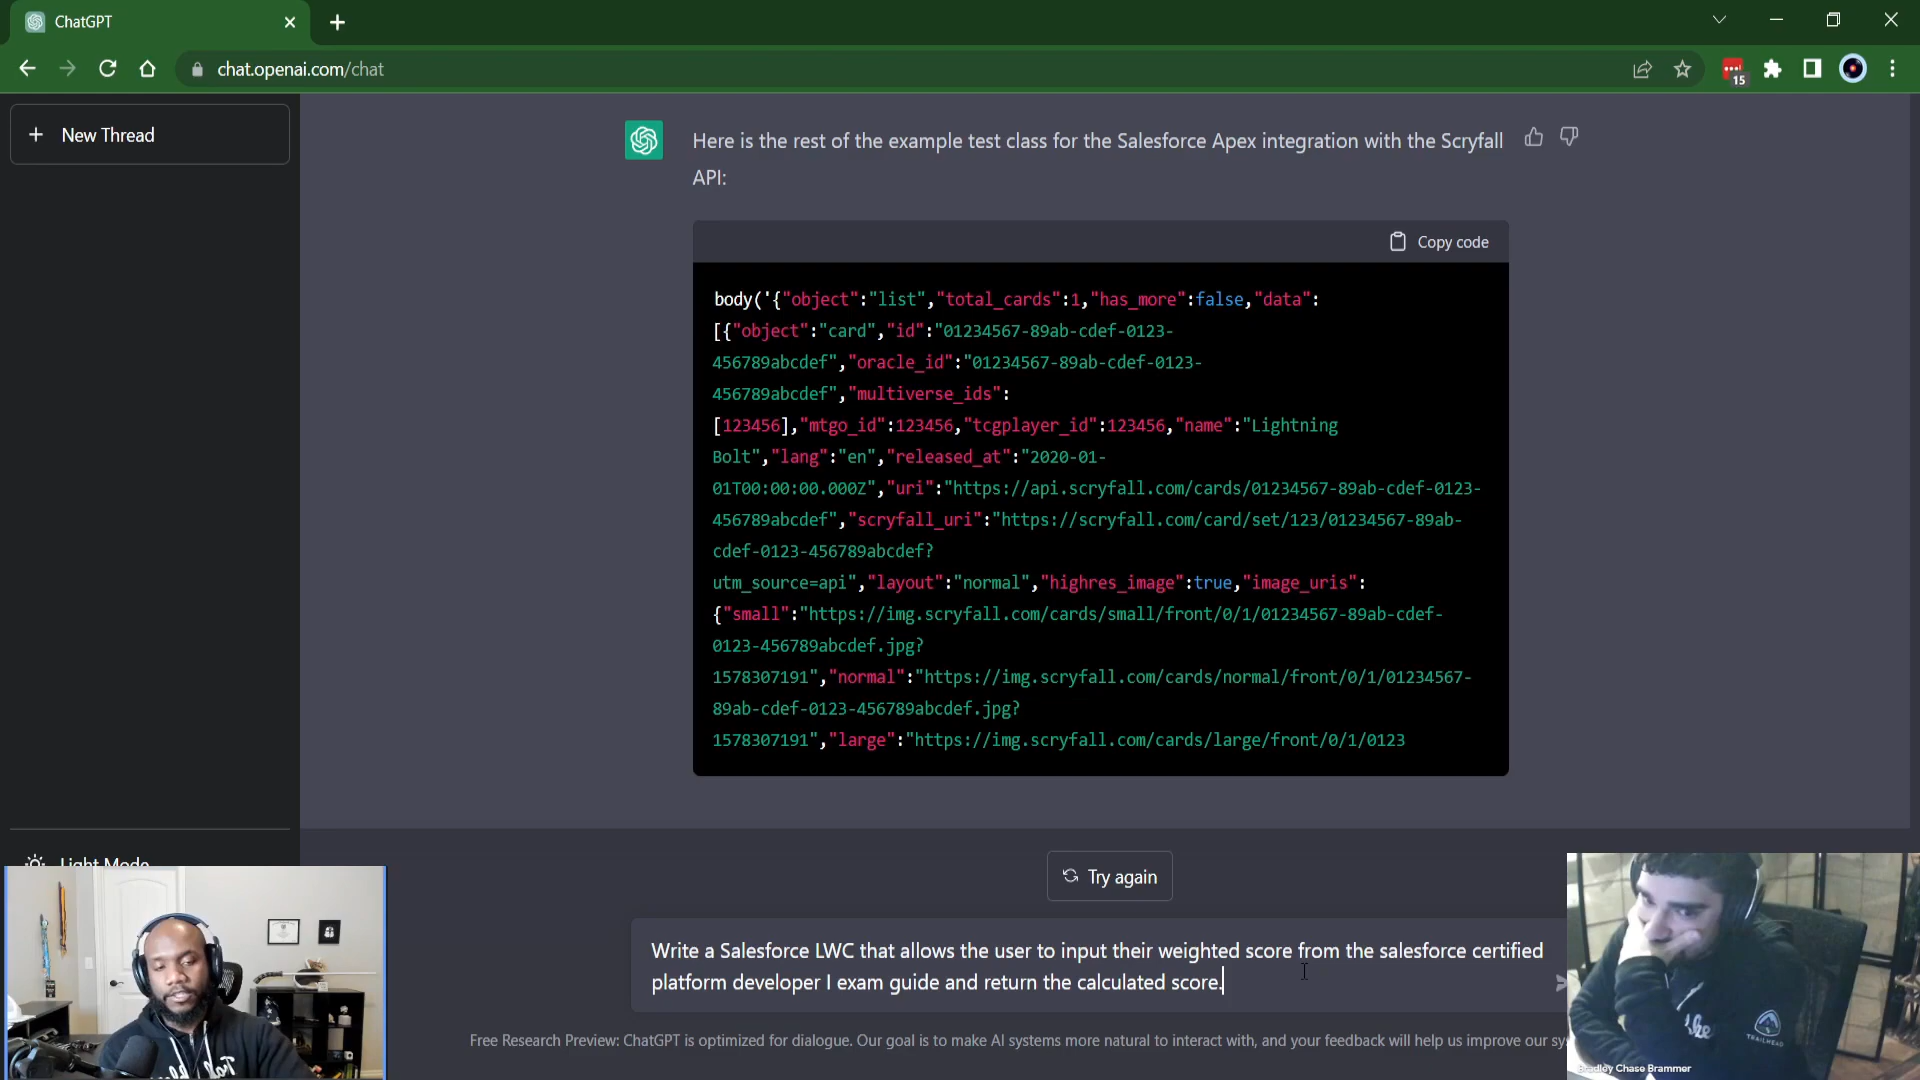 ChatGPT
chat.openai.com/chat
15
New Thread
Here is the rest of the example test class for the Salesforce Apex integration with the Scryfall
API:
Copy code
body('{"object":"list","total_cards":1,"has_more":false,"data":
[{"object":"card","id":"01234567-89ab-cdef-0123-
456789abcdef","oracle_id":"01234567-89ab-cdef-0123-
456789abcdef","multiverse_ids":
[123456],"mtgo_id":123456,"tcgplayer_id":123456,"name":"Lightning
Bolt","lang":"en","released_at":"2020-01-
01T00:00:00.000Z","uri":"https://api.scryfall.com/cards/01234567-89ab-cdef-0123-
456789abcdef","scryfall_uri":"https://scryfall.com/card/set/123/01234567-89ab-
cdef-0123-456789abcdef?
utm_source=api","layout":"normal","highres_image":true,"image_uris":
{"small":"https://img.scryfall.com/cards/small/front/0/1/01234567-89ab-cdef-
0123-456789abcdef.jpg?
1578307191","normal":"https://img.scryfall.com/cards/normal/front/0/1/01234567-
89ab-cdef-0123-456789abcdef.jpg?
1578307191","large":"https://img.scryfall.com/cards/large/front/0/1/0123
Light Mode
Try again
Write a Salesforce LWC that allows the user to input their weighted score from the salesforce certified
platform developer I exam guide and return the calculated score.
Free Research Preview: ChatGPT is optimized for dialogue. Our goal is to make AI systems more natural to interact with, and your feedback will help us improve our sy
TRAILHEAD
Bradley Chase Brammer